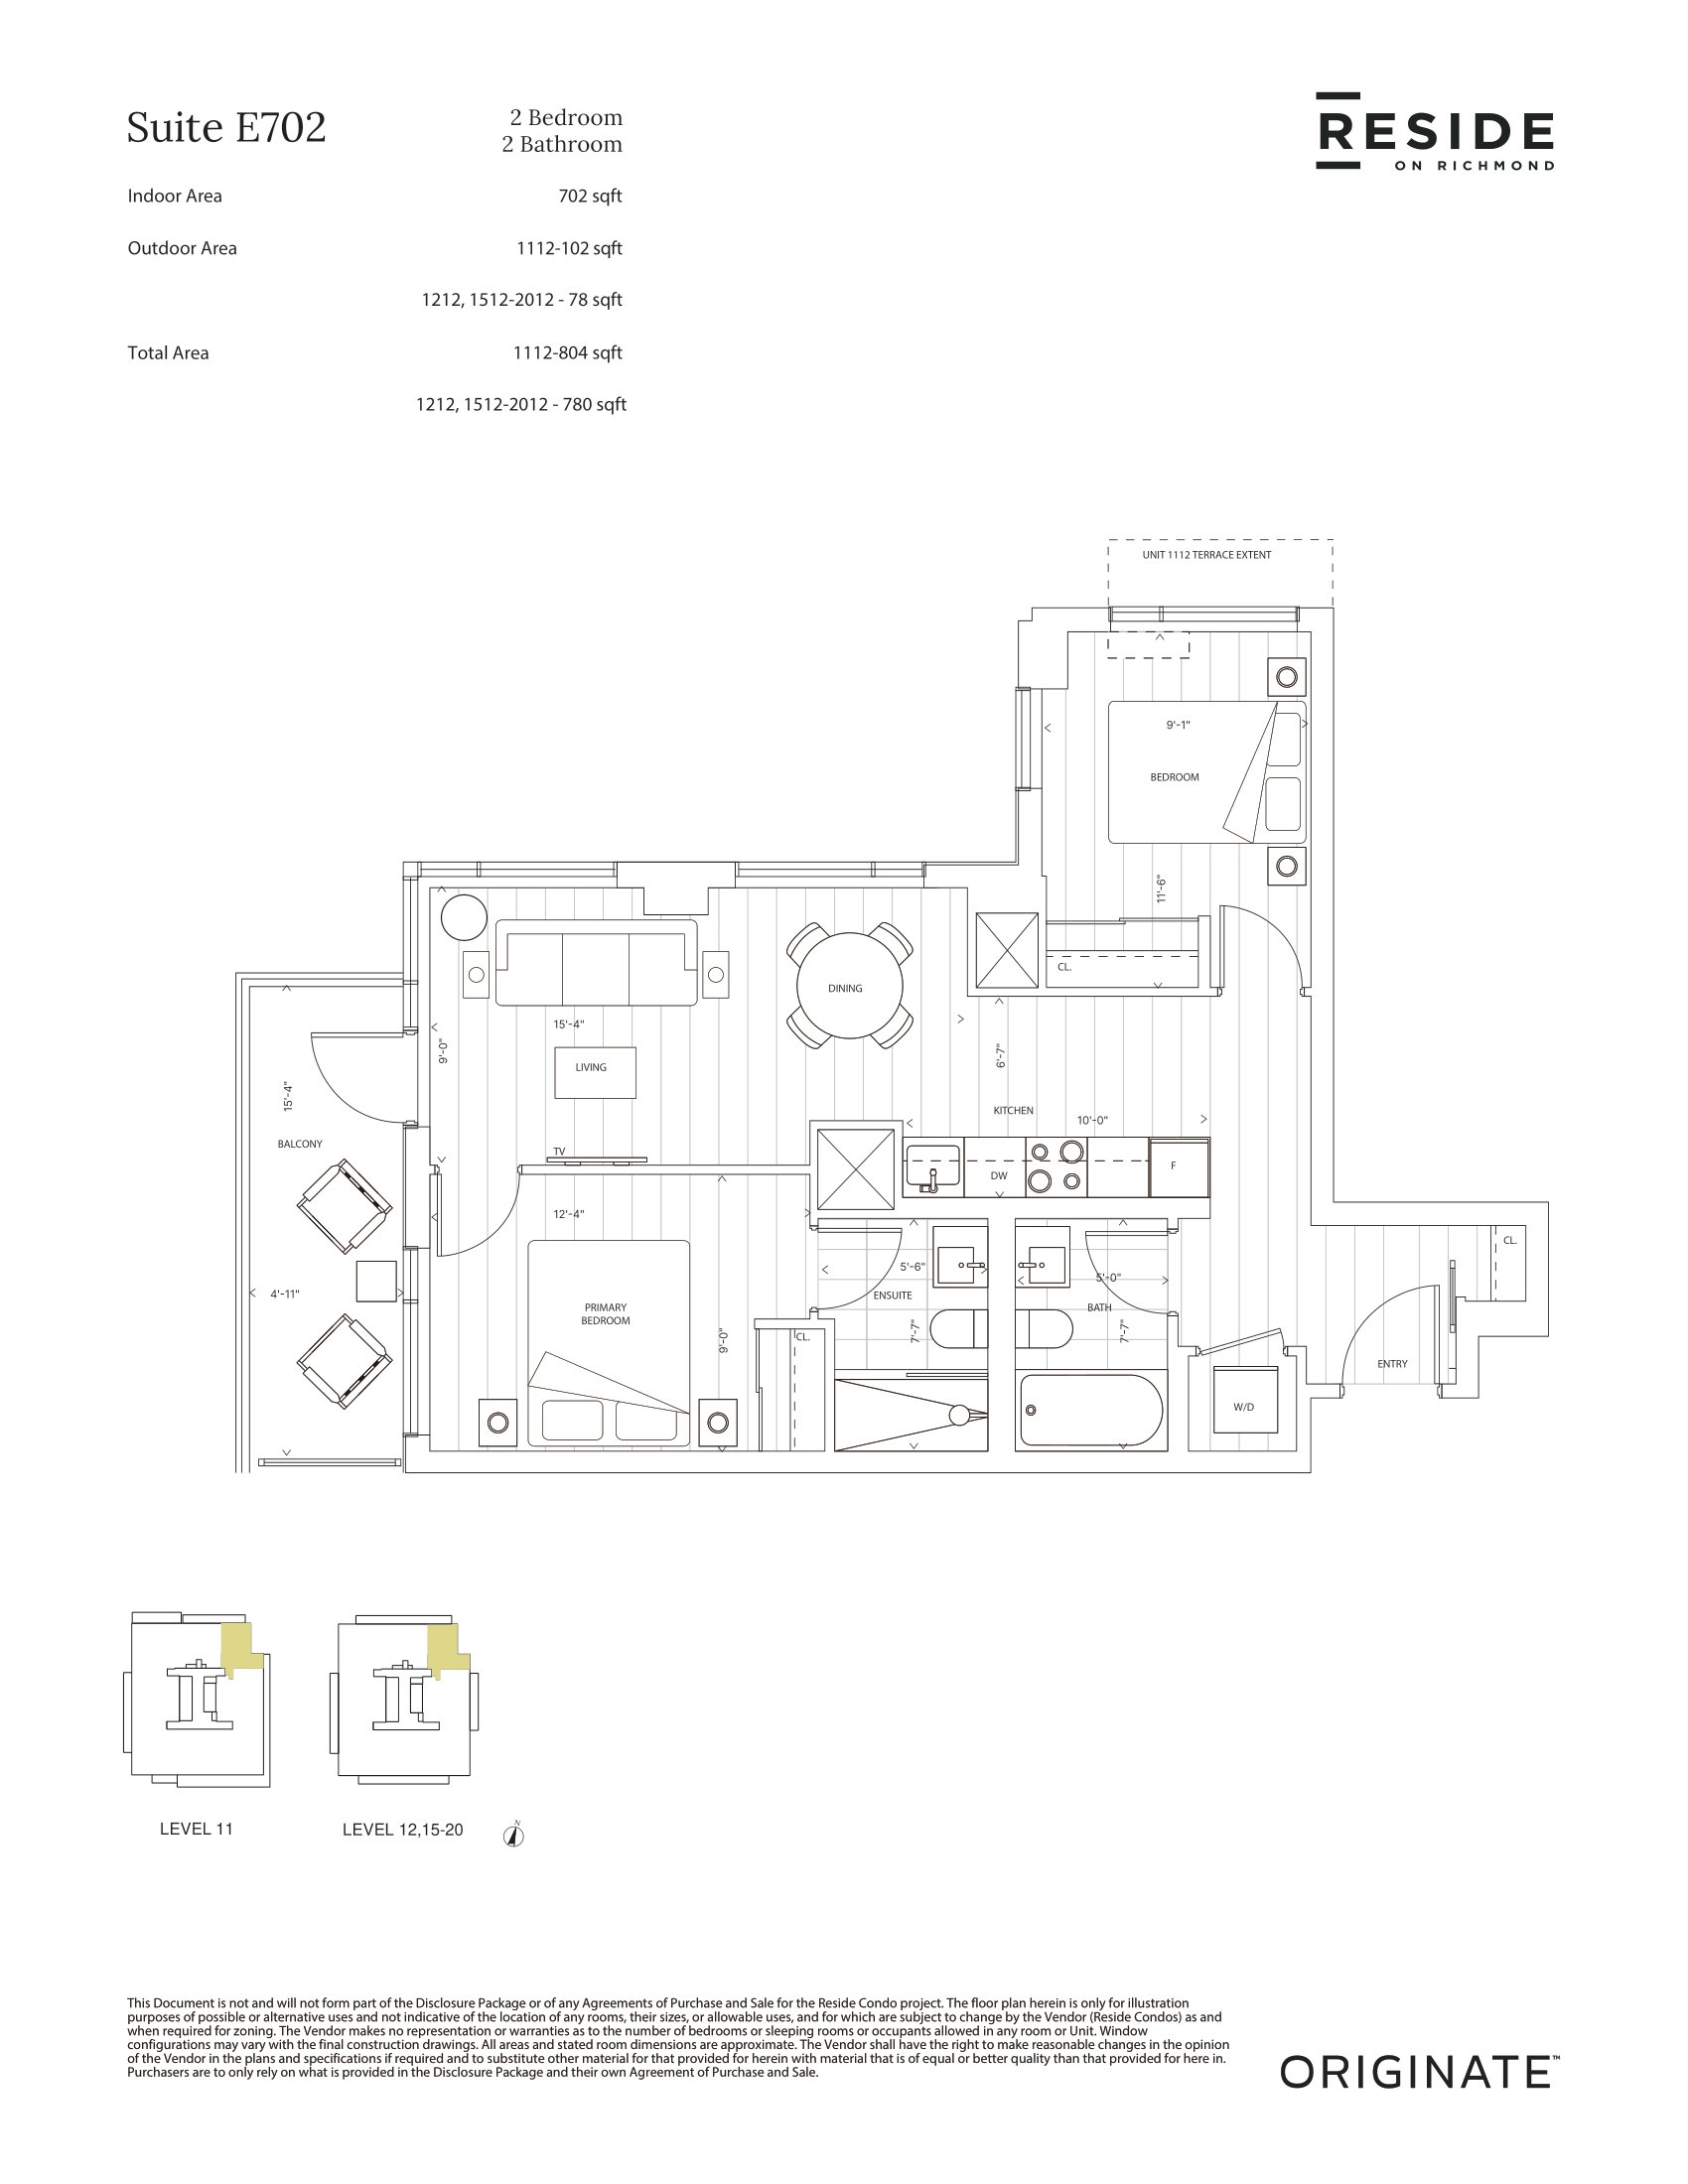 Suite E702
2 Bedroom
2 Bathroom
RESIDE
ON RICHMOND
Indoor Area 702 sqft
Outdoor Area 1112-102 sqft
1212, 1512-2012 - 78 sqft
Total Area 1112-804 sqft
1212, 1512-2012 - 780 sqft
UNIT 1112 TERRACE EXTENT
9'-1"
BEDROOM
11'-6"
CL.
DINING
15'-4"
9'-0"
LIVING
6'-7"
15'-4"
KITCHEN
10'-0"
BALCONY
TV
DW
F
12'-4"
CL.
5'-6"
5'-0"
4'-11"
ENSUITE
PRIMARY
BEDROOM
BATH
9'-0"
CL.
7'-7"
7'-7"
ENTRY
W/D
LEVEL 11
LEVEL 12,15-20
N
This Document is not and will not form part of the Disclosure Package or of any Agreements of Purchase and Sale for the Reside Condo project. The floor plan herein is only for illustration
purposes of possible or alternative uses and not indicative of the location of any rooms, their sizes, or allowable uses, and for which are subject to change by the Vendor (Reside Condos) as and
when required for zoning. The Vendor makes no representation or warranties as to the number of bedrooms or sleeping rooms or occupants allowed in any room or Unit. Window
configurations may vary with the final construction drawings. All areas and stated room dimensions are approximate. The Vendor shall have the right to make reasonable changes in the opinion
of the Vendor in the plans and specifications if required and to substitute other material for that provided for herein with material that is of equal or better quality than that provided for here in.
Purchasers are to only rely on what is provided in the Disclosure Package and their own Agreement of Purchase and Sale.
ORIGINATE™